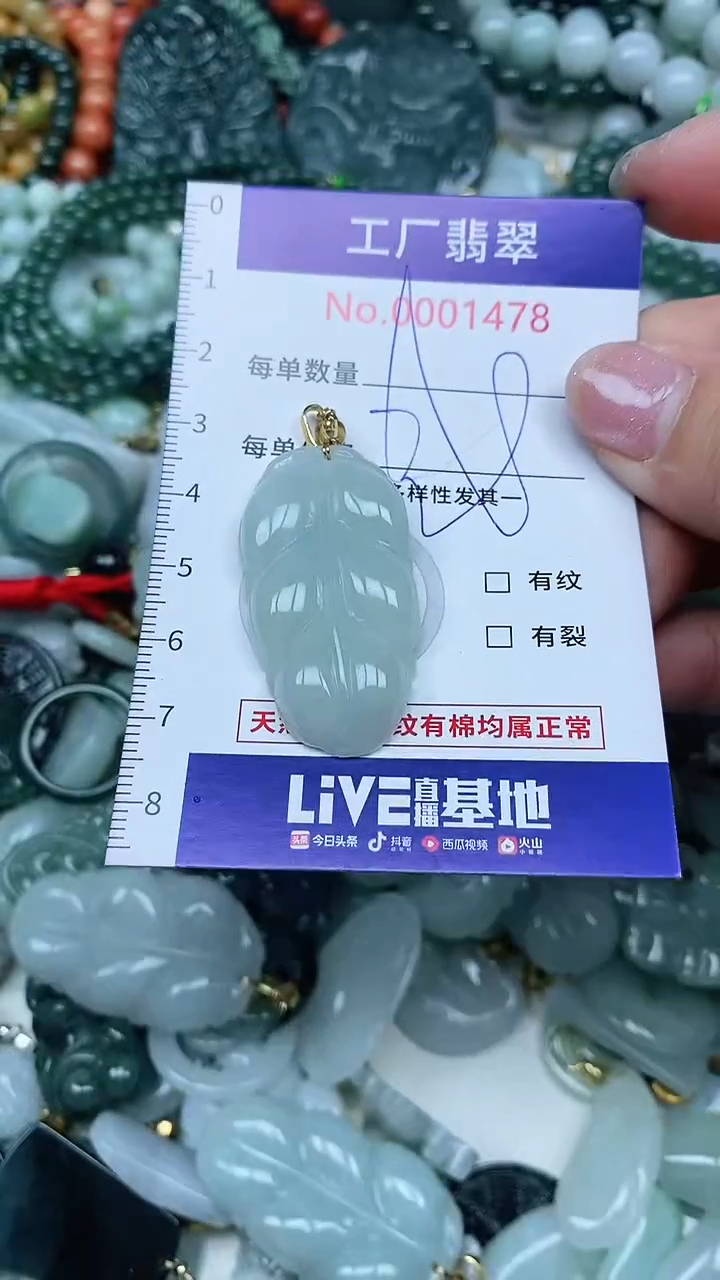 0
工厂翡翠
1
No.0001478
2
每单数量
3
每单
4
多样性发其一
5
有纹
6
有裂
7
天 纹有棉均属正常
8
LiVE直播基地
头条 今日头条 抖音 西瓜视频 火山